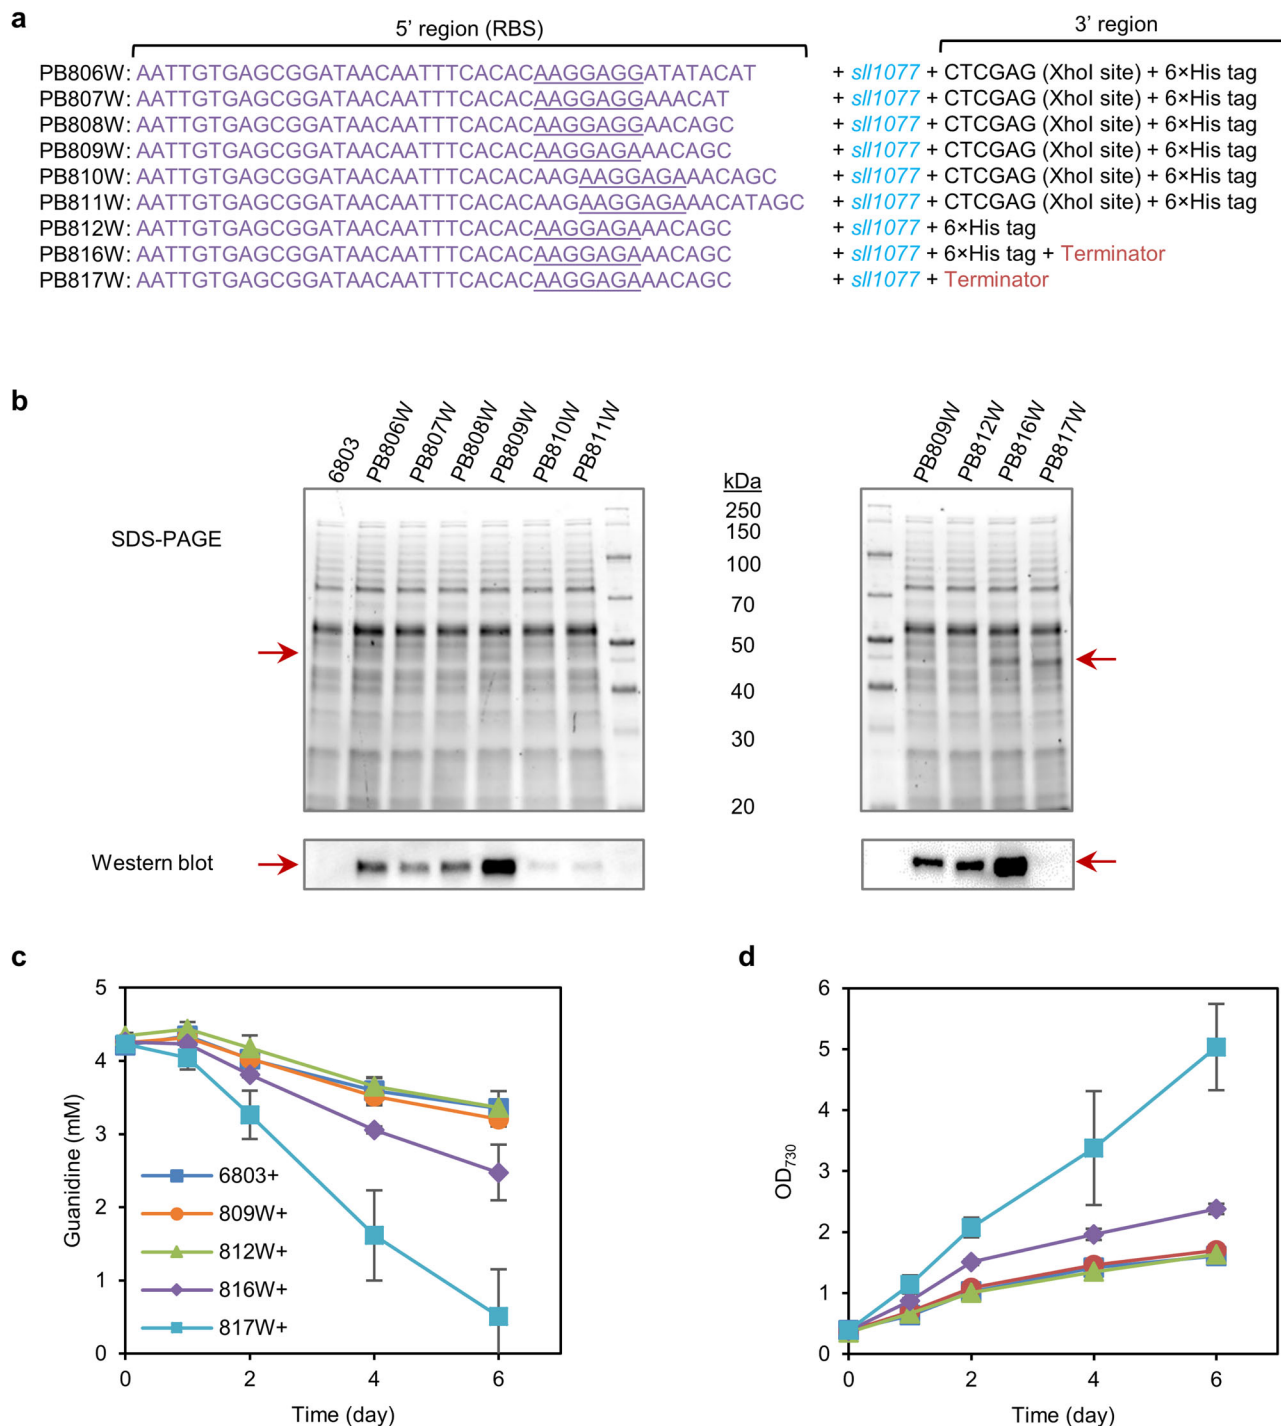 a
5’ region (RBS)
3’ region
PB806W: AATTGTGAGCGGATAACAATTTCACACAAGGAGGATATACAT + sll1077 + CTCGAG (XhoI site) + 6×His tag
PB807W: AATTGTGAGCGGATAACAATTTCACACAAGGAGGAAACAT + sll1077 + CTCGAG (XhoI site) + 6×His tag
PB808W: AATTGTGAGCGGATAACAATTTCACACAAGGAGGAACAGC + sll1077 + CTCGAG (XhoI site) + 6×His tag
PB809W: AATTGTGAGCGGATAACAATTTCACACAAGGAGAAACAGC + sll1077 + CTCGAG (XhoI site) + 6×His tag
PB810W: AATTGTGAGCGGATAACAATTTCACACAAGAAGGAGAAACAGC + sll1077 + CTCGAG (XhoI site) + 6×His tag
PB811W: AATTGTGAGCGGATAACAATTTCACACAAGAAGGAGAAACATAGC + sll1077 + CTCGAG (XhoI site) + 6×His tag
PB812W: AATTGTGAGCGGATAACAATTTCACACAAGGAGAAACAGC + sll1077 + 6×His tag
PB816W: AATTGTGAGCGGATAACAATTTCACACAAGGAGAAACAGC + sll1077 + 6×His tag + Terminator
PB817W: AATTGTGAGCGGATAACAATTTCACACAAGGAGAAACAGC + sll1077 + Terminator
b
6803 PB806W PB807W PB808W PB809W PB810W PB811W
PB809W PB812W PB816W PB817W
SDS-PAGE
kDa
250
150
100
70
50
40
30
20
Western blot
c
Guanidine (mM)
5
4
3
2
1
0
6803+
809W+
812W+
816W+
817W+
0 2 4 6
Time (day)
d
OD730
6
5
4
3
2
1
0
0 2 4 6
Time (day)